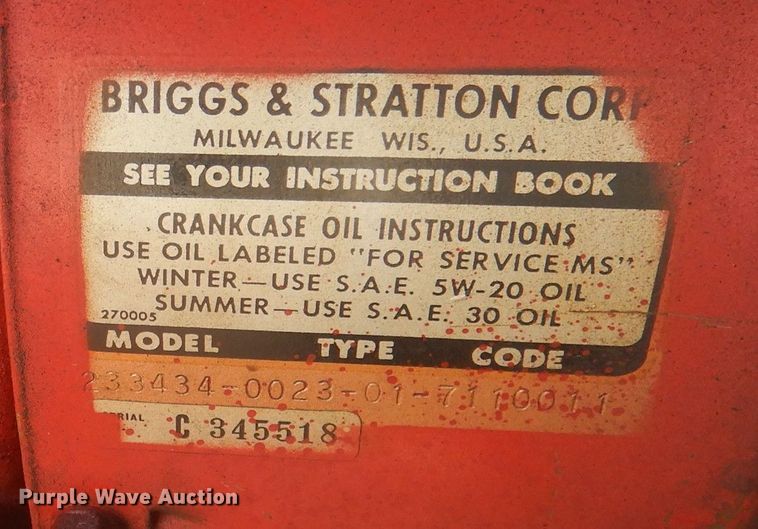 BRIGGS & STRATTON CORP
MILWAUKEE WIS., U.S.A.
SEE YOUR INSTRUCTION BOOK
CRANKCASE OIL INSTRUCTIONS
USE OIL LABELED "FOR SERVICE MS"
WINTER—USE S.A.E. 5W-20 OIL
SUMMER—USE S.A.E. 30 OIL
270005
MODEL TYPE CODE
233434-0023-01-7110011
ERIAL C 345518
Purple Wave Auction